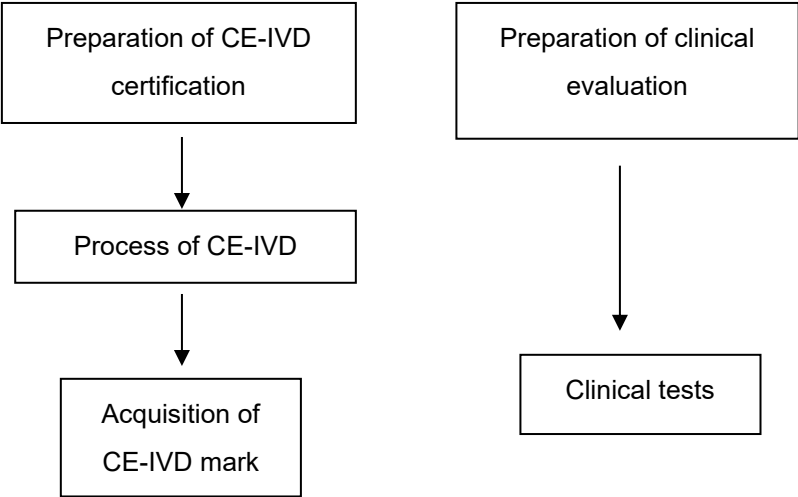 Preparation of CE-IVD
certification
Process of CE-IVD
Acquisition of
CE-IVD mark
Preparation of clinical
evaluation
Clinical tests